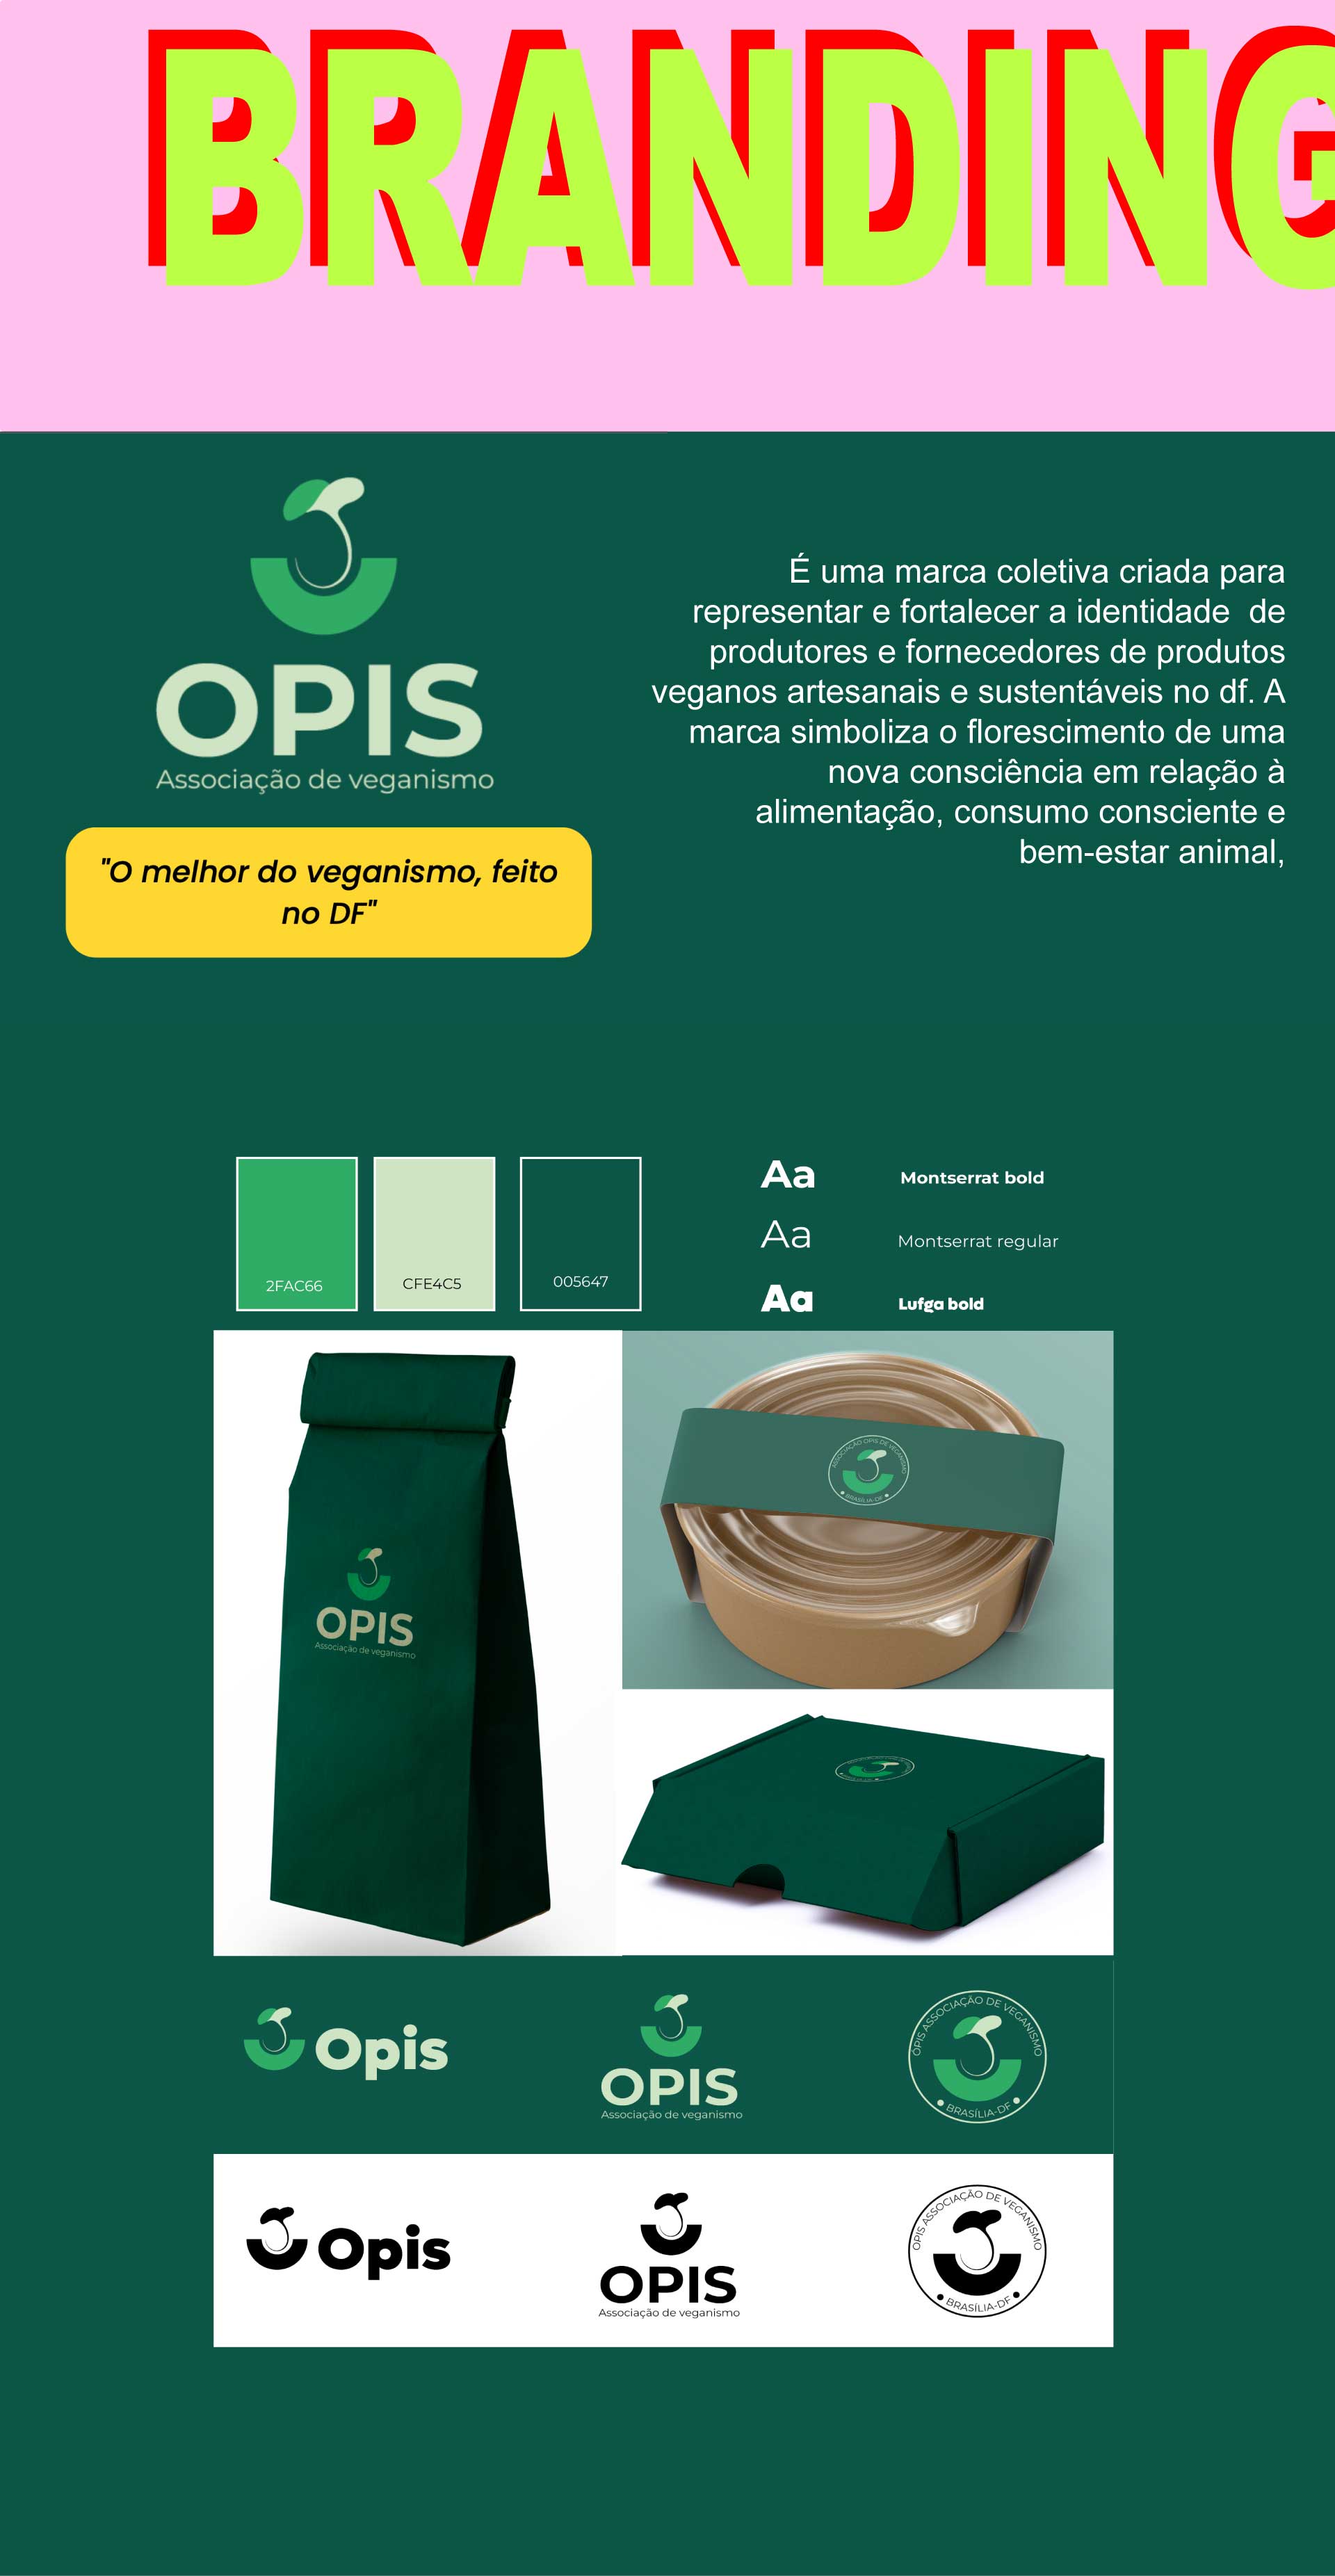 BRANDING
OPIS
Associação de veganismo
"O melhor do veganismo, feito
no DF"
É uma marca coletiva criada para
representar e fortalecer a identidade  de
produtores e fornecedores de produtos
veganos artesanais e sustentáveis no df. A
marca simboliza o florescimento de uma
nova consciência em relação à
alimentação, consumo consciente e
bem-estar animal,
2FAC66
CFE4C5
005647
Aa Montserrat bold
Aa Montserrat regular
Aa Lufga bold
OPIS
Associação de veganismo
ASSOCIAÇÃO OPIS DE VEGANISMO
• BRASÍLIA-DF •
Opis
OPIS
Associação de veganismo
OPIS ASSOCIAÇÃO DE VEGANISMO
• BRASÍLIA-DF •
Opis
OPIS
Associação de veganismo
OPIS ASSOCIAÇÃO DE VEGANISMO
• BRASÍLIA-DF •